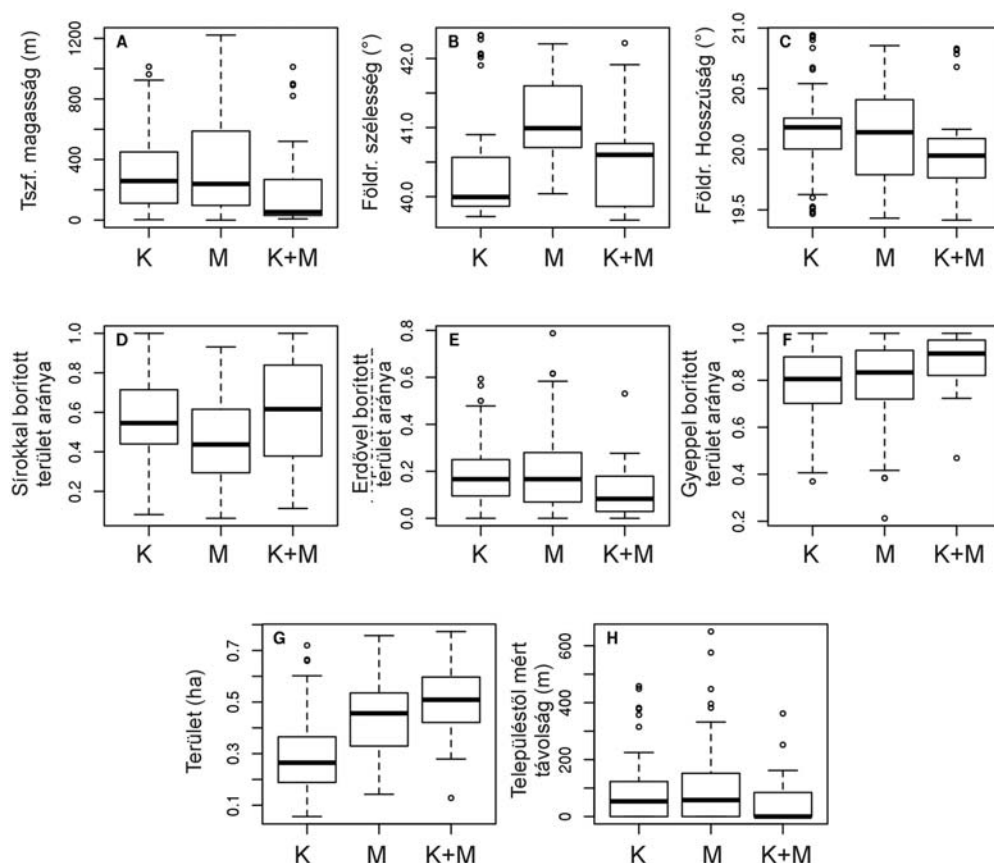 A
Tszf. magasság (m)
1200
800
400
0
K M K+M
B
Földr. szélesség (°)
42.0
41.0
40.0
K M K+M
C
Földr. Hosszúság (°)
21.0
20.5
20.0
19.5
K M K+M
D
Sírokkal borított
terület aránya
1.0
0.8
0.6
0.4
0.2
K M K+M
E
Erdővel borított
terület aránya
0.8
0.6
0.4
0.2
0.0
K M K+M
F
Gyeppel borított
terület aránya
1.0
0.8
0.6
0.4
0.2
K M K+M
G
Terület (ha)
0.7
0.5
0.3
0.1
K M K+M
H
Településtől mért
távolság (m)
600
400
200
0
K M K+M